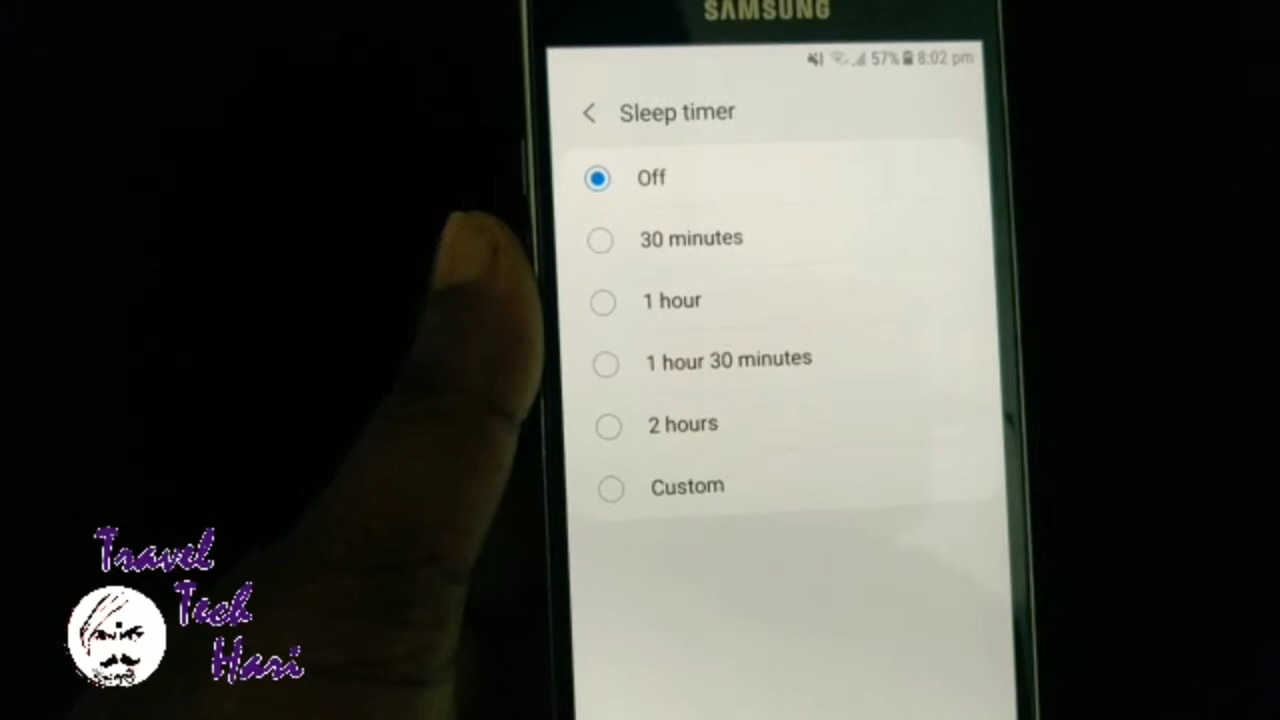 SAMSUNG
57% 8:02 pm
Sleep timer
Off
30 minutes
1 hour
1 hour 30 minutes
2 hours
Custom
Travel
Tech
Hari